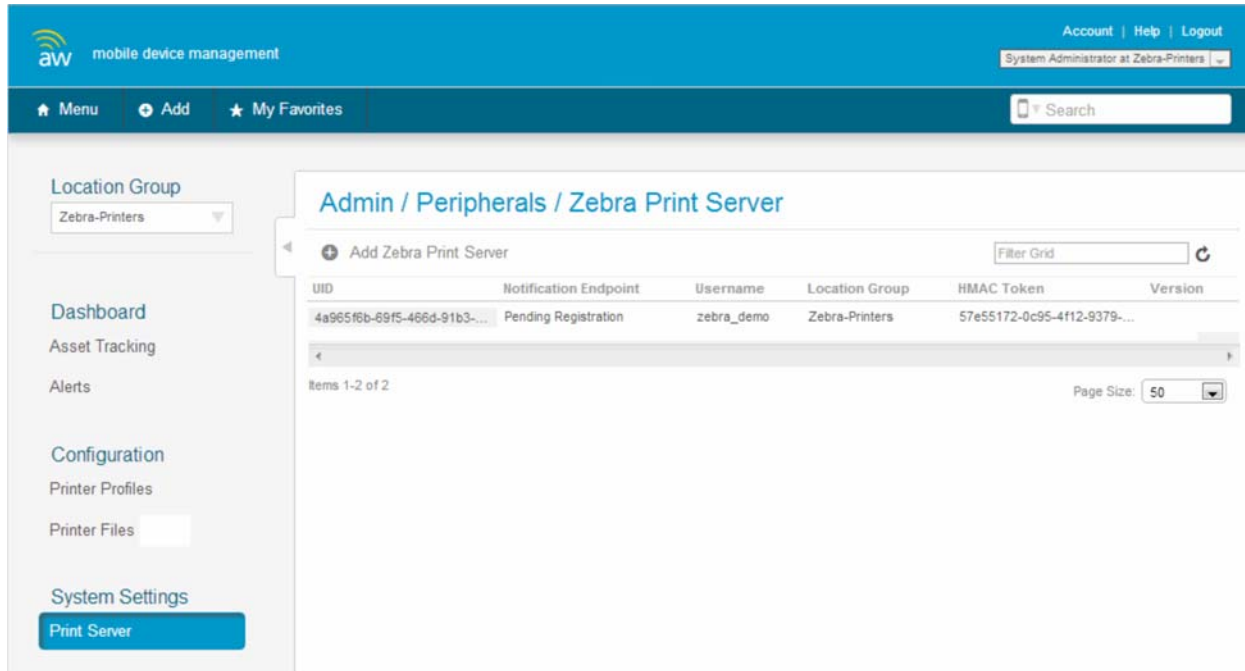 Account | Help | Logout
aw mobile device management
System Administrator at Zebra-Printers
Menu Add My Favorites Search
Location Group
Zebra-Printers
Admin / Peripherals / Zebra Print Server
Add Zebra Print Server Filter Grid
UID Notification Endpoint Username Location Group HMAC Token Version
4a965f6b-69f5-466d-91b3-... Pending Registration zebra_demo Zebra-Printers 57e55172-0c95-4f12-9379-...
Items 1-2 of 2
Page Size: 50
Dashboard
Asset Tracking
Alerts
Configuration
Printer Profiles
Printer Files
System Settings
Print Server